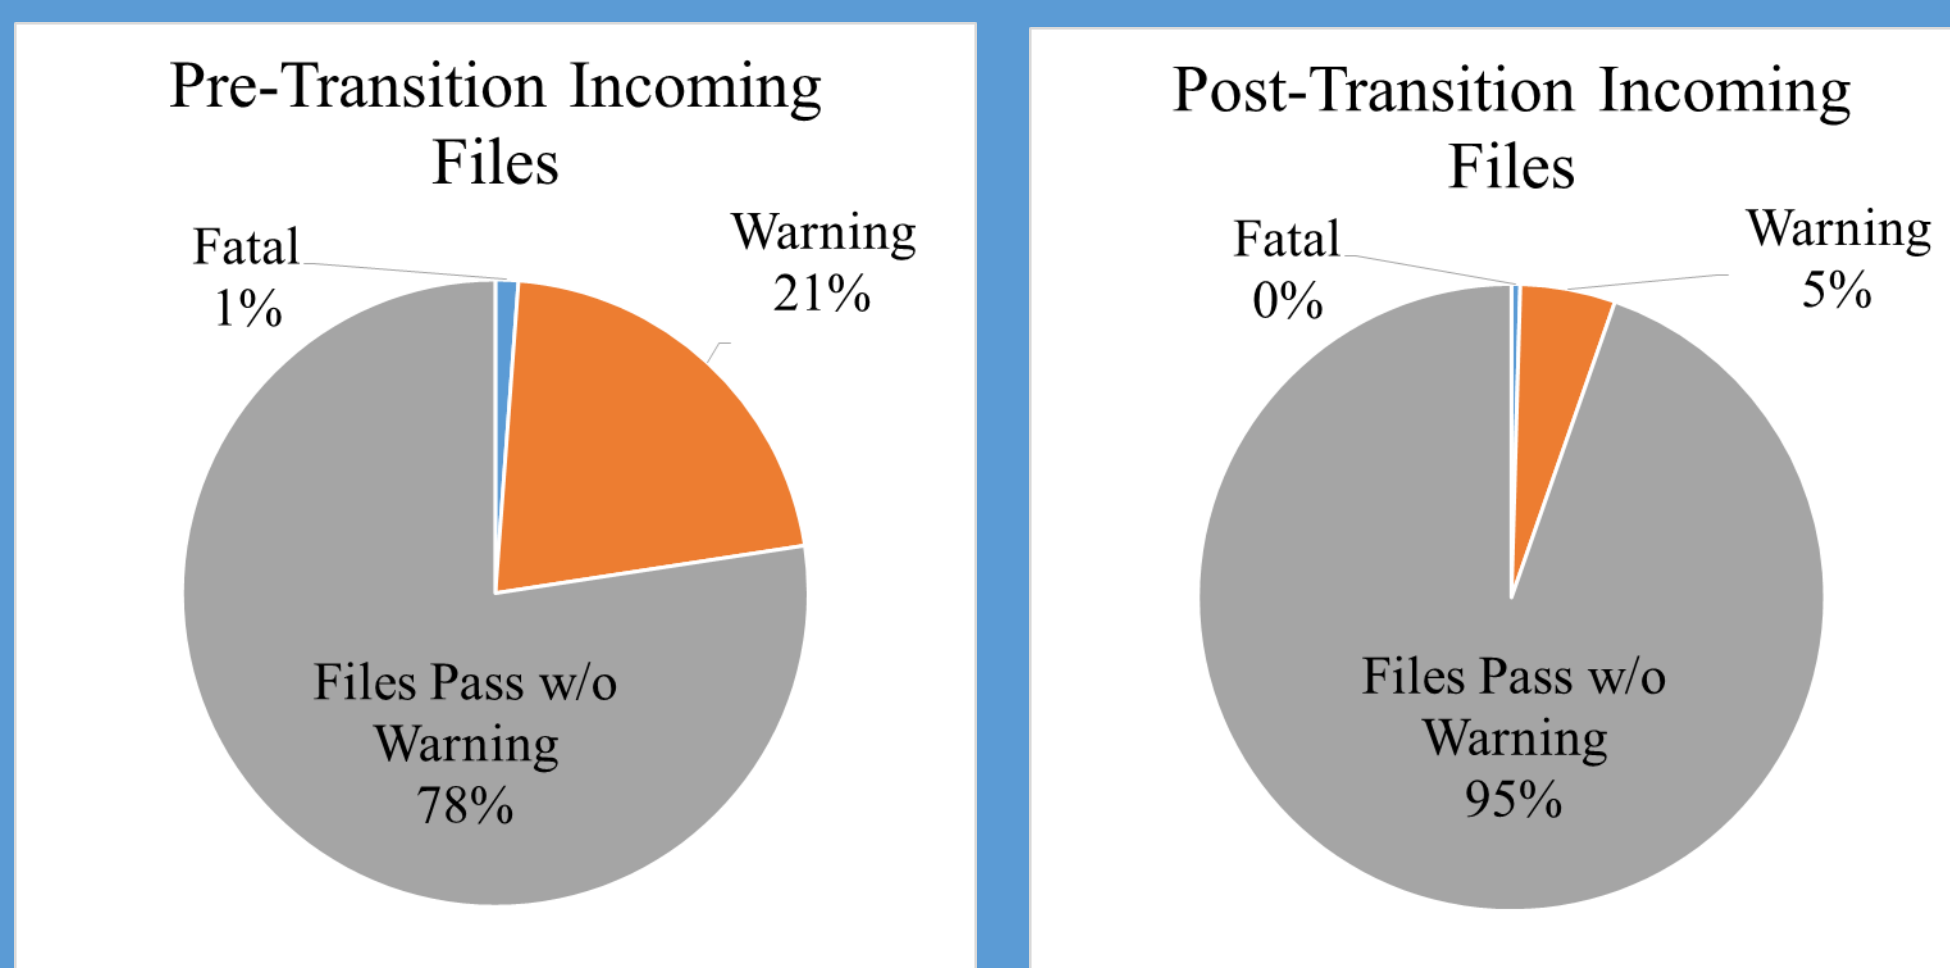 Pre-Transition Incoming
Files
Fatal
1%
Warning
21%
Files Pass w/o
Warning
78%
Post-Transition Incoming
Files
Fatal
0%
Warning
5%
Files Pass w/o
Warning
95%